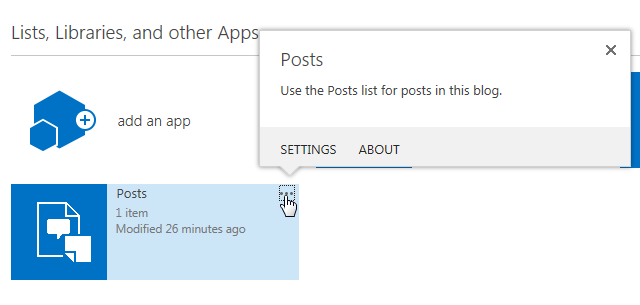 Lists, Libraries, and other Apps
Posts
Use the Posts list for posts in this blog.
add an app
SETTINGS ABOUT
Posts
1 item
Modified 26 minutes ago